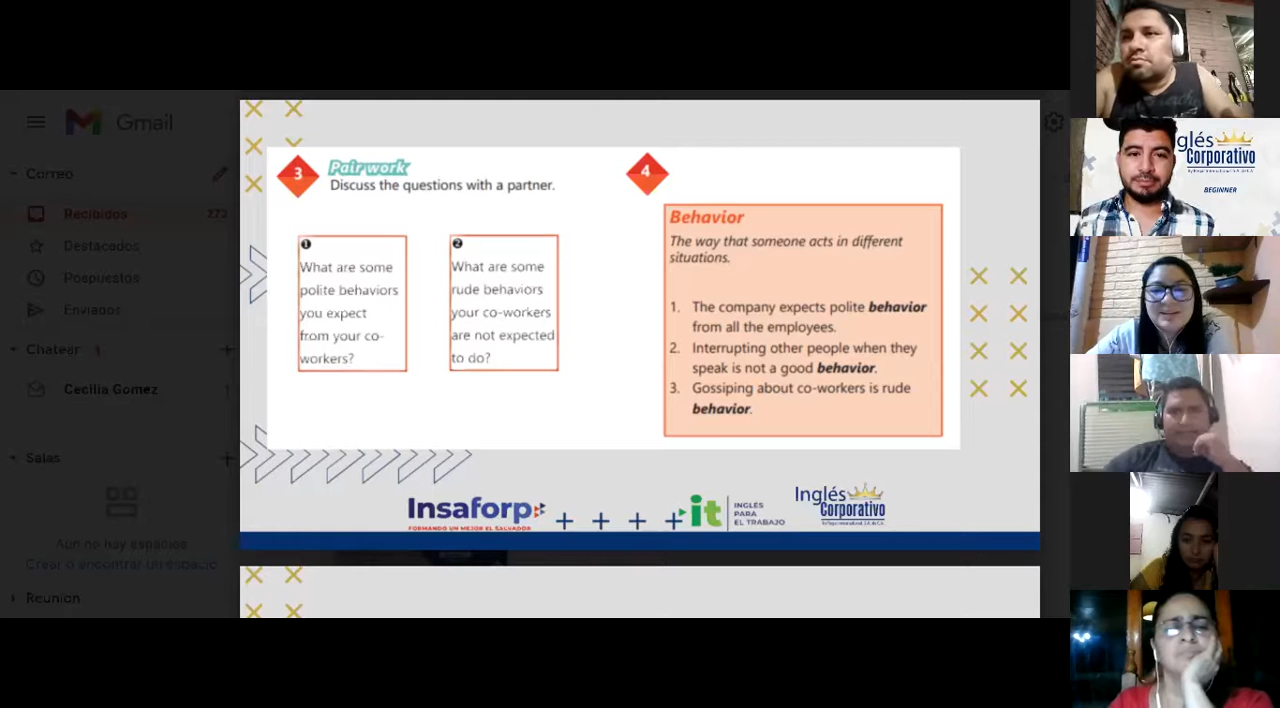 Gmail
Correo
Recibidos
272
Destacados
Pospuestos
Enviados
Chatear
1
Cecilia Gomez
1
Salas
Aún no hay espacios
Crear o encontrar un espacio
Reunión
3
Pair work
Discuss the questions with a partner.
1
What are some
polite behaviors
you expect
from your co-
workers?
2
What are some
rude behaviors
your co-workers
are not expected
to do?
4
Behavior
The way that someone acts in different
situations.
1. The company expects polite behavior
from all the employees.
2. Interrupting other people when they
speak is not a good behavior.
3. Gossiping about co-workers is rude
behavior.
Insaforp
FORMANDO UN MEJOR EL SALVADOR
it
INGLÉS
PARA
EL TRABAJO
Inglés
Corporativo
glés
Corporativo
BEGINNER